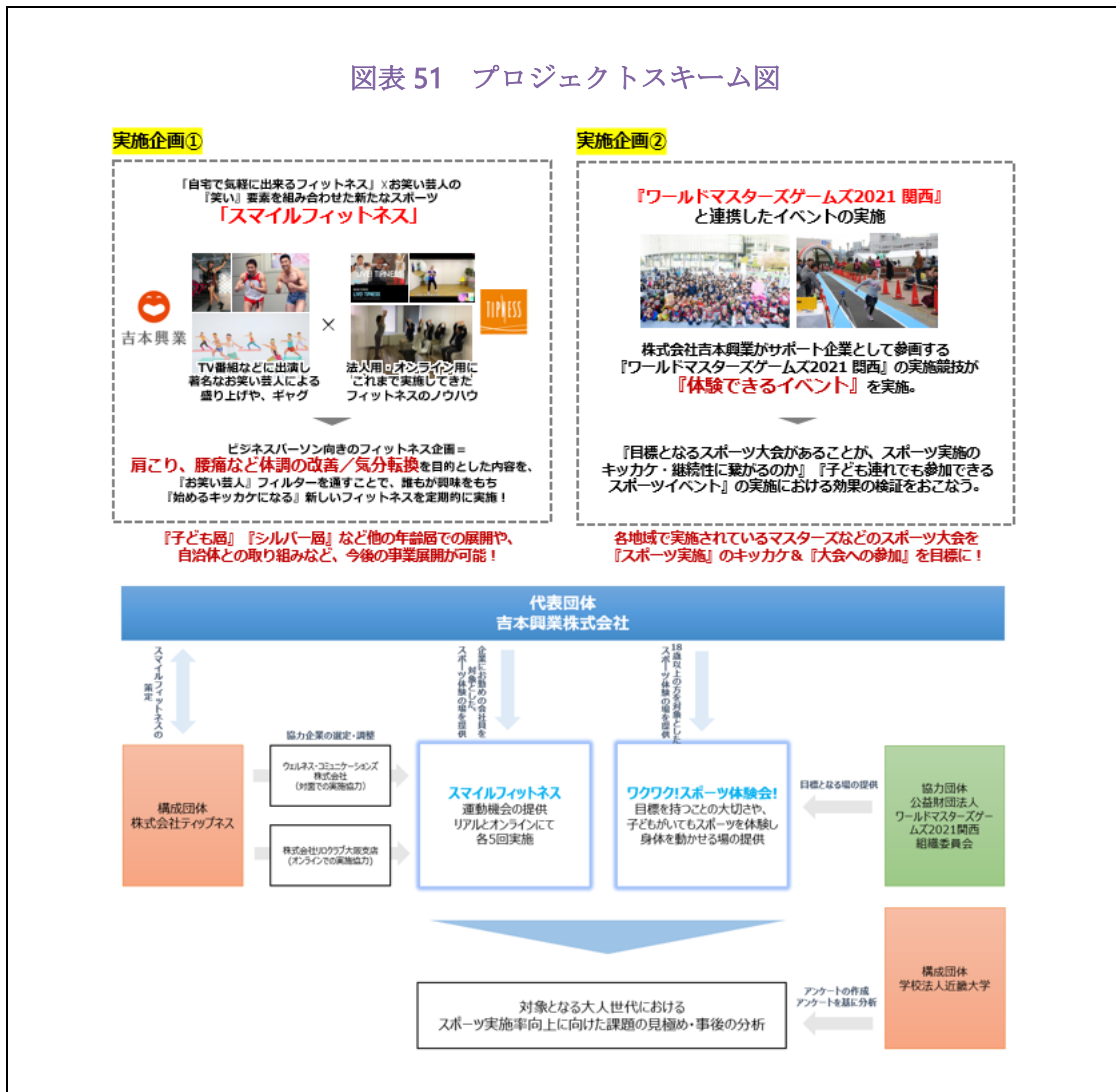 図表 51 プロジェクトスキーム図
実施企画①
「自宅で気軽に出来るフィットネス」×お笑い芸人の
『笑い』要素を組み合わせた新たなスポーツ
「スマイルフィットネス」
吉本興業
×
LIVE TIPNESS
TIPNESS
TV番組などに出演し
著名なお笑い芸人による
盛り上げや、ギャグ
法人用・オンライン用に
これまで実施してきた
フィットネスのノウハウ
ビジネスパーソン向きのフィットネス企画=
肩こり、腰痛など体調の改善/気分転換を目的とした内容を、
『お笑い芸人』フィルターを通すことで、誰もが興味をもち
『始めるキッカケになる』新しいフィットネスを定期的に実施!
『子ども層』『シルバー層』など他の年齢層での展開や、
自治体との取り組みなど、今後の事業展開が可能!
実施企画②
『ワールドマスターズゲームズ2021 関西』
と連携したイベントの実施
株式会社吉本興業がサポート企業として参画する
『ワールドマスターズゲームズ2021 関西』の実施競技が
『体験できるイベント』を実施。
『目標となるスポーツ大会があることが、スポーツ実施の
キッカケ・継続性に繋がるのか』『子ども連れでも参加できる
スポーツイベント』の実施における効果の検証をおこなう。
各地域で実施されているマスターズなどのスポーツ大会を
『スポーツ実施』のキッカケ&『大会への参加』を目標に!
代表団体
吉本興業株式会社
スマイルフィットネスの
策定
企業にお勤めの会社員を
対象とした、
スポーツ体験の場を提供
18歳以上の方を対象とした
スポーツ体験の場を提供
構成団体
株式会社ティップネス
協力企業の選定・調整
ウェルネス・コミュニケーションズ
株式会社
(対面での実施協力)
株式会社リロクラブ大阪支店
(オンラインでの実施協力)
スマイルフィットネス
運動機会の提供
リアルとオンラインにて
各5回実施
ワクワク!スポーツ体験会!
目標を持つことの大切さや、
子どもがいてもスポーツを体験し
身体を動かせる場の提供
目標となる場の提供
協力団体
公益財団法人
ワールドマスターズゲー
ムズ2021関西
組織委員会
対象となる大人世代における
スポーツ実施率向上に向けた課題の見極め・事後の分析
アンケートの作成
アンケートを基に分析
構成団体
学校法人近畿大学